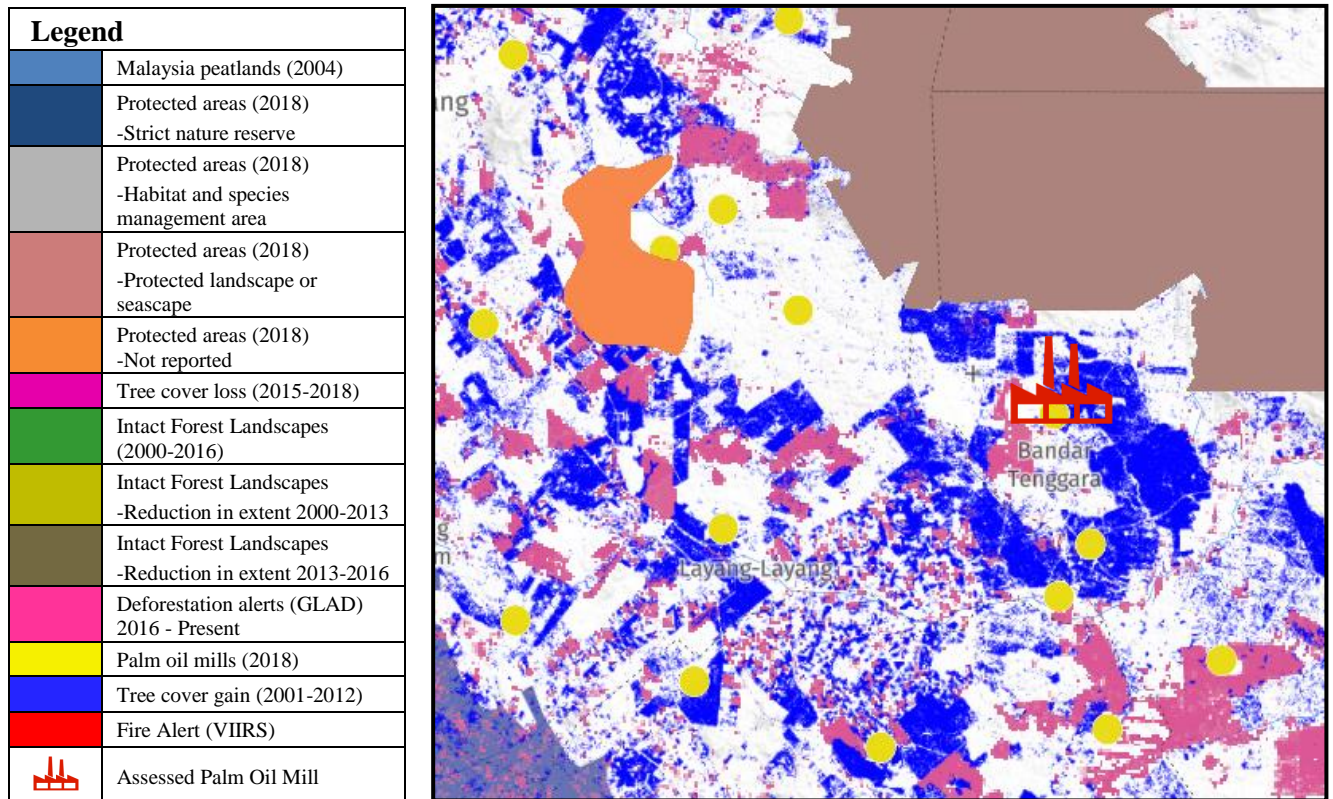 Legend
Malaysia peatlands (2004)
Protected areas (2018)
-Strict nature reserve
Protected areas (2018)
-Habitat and species
management area
Protected areas (2018)
-Protected landscape or
seascape
Protected areas (2018)
-Not reported
Tree cover loss (2015-2018)
Intact Forest Landscapes
(2000-2016)
Intact Forest Landscapes
-Reduction in extent 2000-2013
Intact Forest Landscapes
-Reduction in extent 2013-2016
Deforestation alerts (GLAD)
2016 - Present
Palm oil mills (2018)
Tree cover gain (2001-2012)
Fire Alert (VIIRS)
Assessed Palm Oil Mill
ang
Bandar
Tenggara
Layang-Layang
g
m